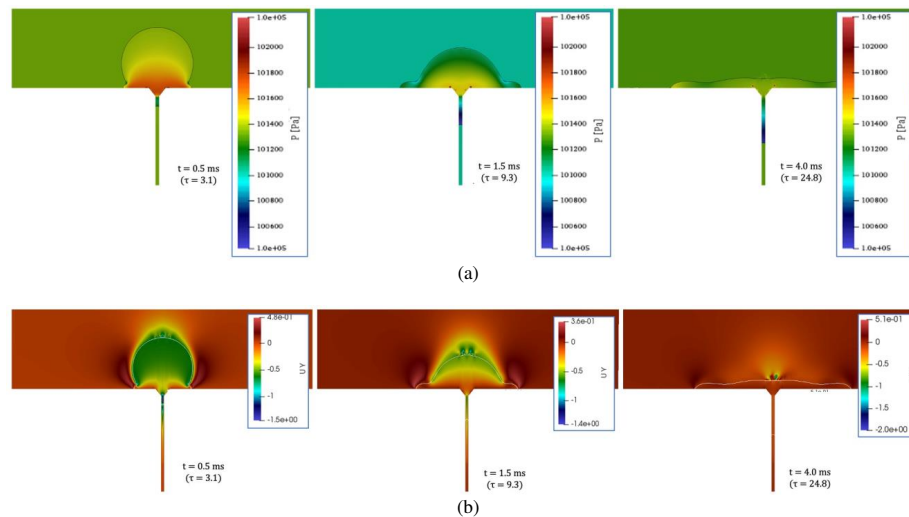 1.0e+05
102000
101800
101600
101400
101200
101000
100800
100600
1.0e+05
P [Pa]
t = 0.5 ms
(τ = 3.1)
1.0e+05
102000
101800
101600
101400
101200
101000
100800
100600
1.0e+05
P [Pa]
t = 1.5 ms
(τ = 9.3)
1.0e+05
102000
101800
101600
101400
101200
101000
100800
100600
1.0e+05
P [Pa]
t = 4.0 ms
(τ = 24.8)
(a)
4.8e-01
0
-0.5
-1
-1.5e+00
U Y
t = 0.5 ms
(τ = 3.1)
3.6e-01
0
-0.5
-1
-1.4e+00
U Y
t = 1.5 ms
(τ = 9.3)
5.1e-01
0
-0.5
-1
-1.5
-2.0e+00
t = 4.0 ms
(τ = 24.8)
(b)